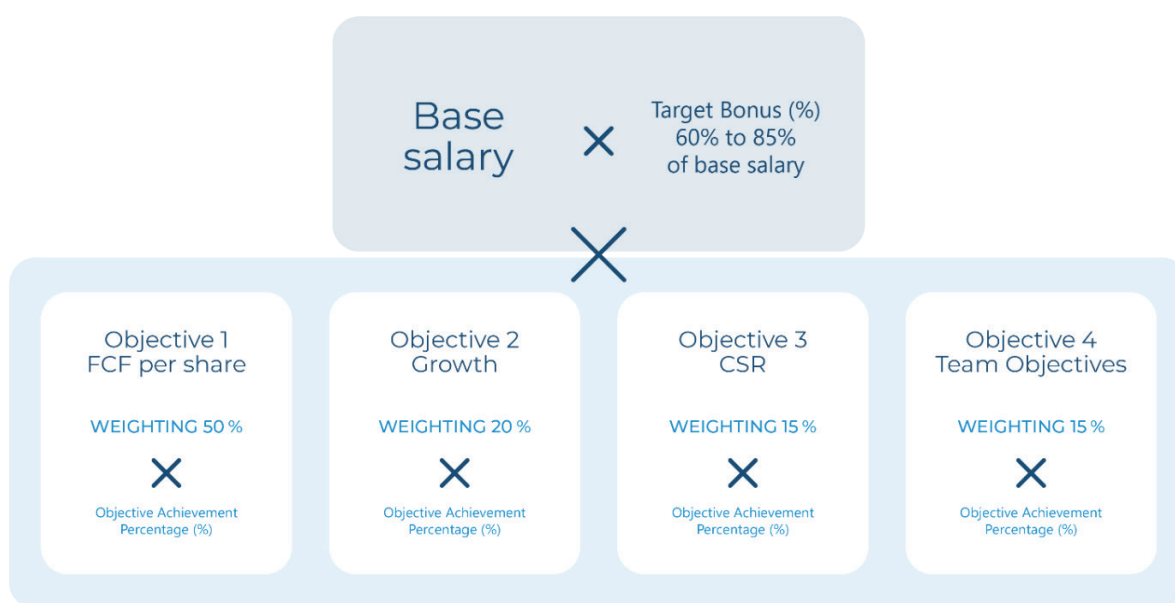 Base
salary
Target Bonus (%)
60% to 85%
of base salary
Objective 1
FCF per share
WEIGHTING 50 %
Objective Achievement
Percentage (%)
Objective 2
Growth
WEIGHTING 20 %
Objective Achievement
Percentage (%)
Objective 3
CSR
WEIGHTING 15 %
Objective Achievement
Percentage (%)
Objective 4
Team Objectives
WEIGHTING 15 %
Objective Achievement
Percentage (%)